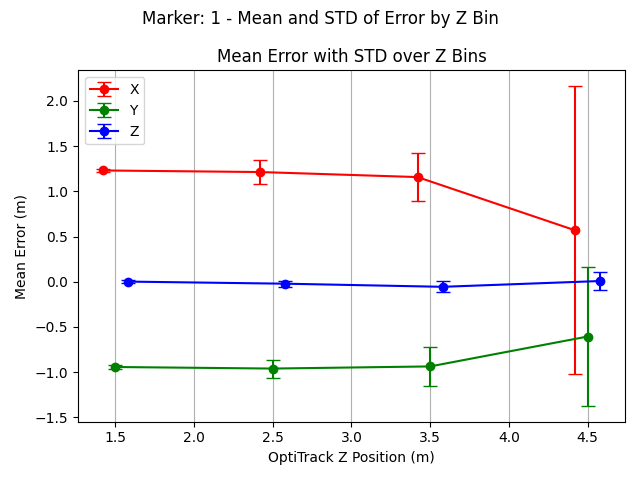 Marker: 1 - Mean and STD of Error by Z Bin
Mean Error with STD over Z Bins
X
Y
Z
2.0
1.5
1.0
0.5
0.0
−0.5
−1.0
−1.5
Mean Error (m)
1.5 2.0 2.5 3.0 3.5 4.0 4.5
OptiTrack Z Position (m)